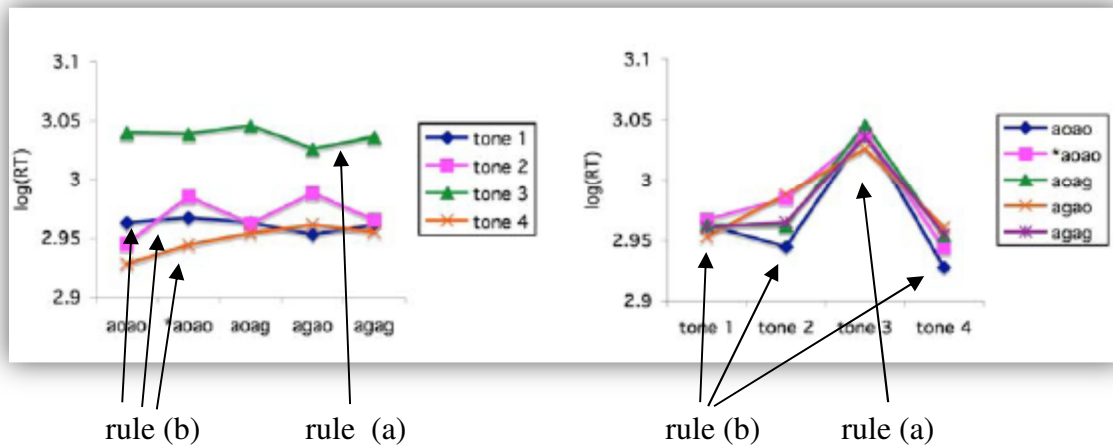 3.1
3.05
3
2.95
2.9
log(RT)
aoao *aoao aoag agao agag
tone 1
tone 2
tone 3
tone 4
3.1
3.05
3
2.95
2.9
log(RT)
tone 1 tone 2 tone 3 tone 4
aoao
*aoao
aoag
agao
agag
rule (b) rule (a) rule (b) rule (a)